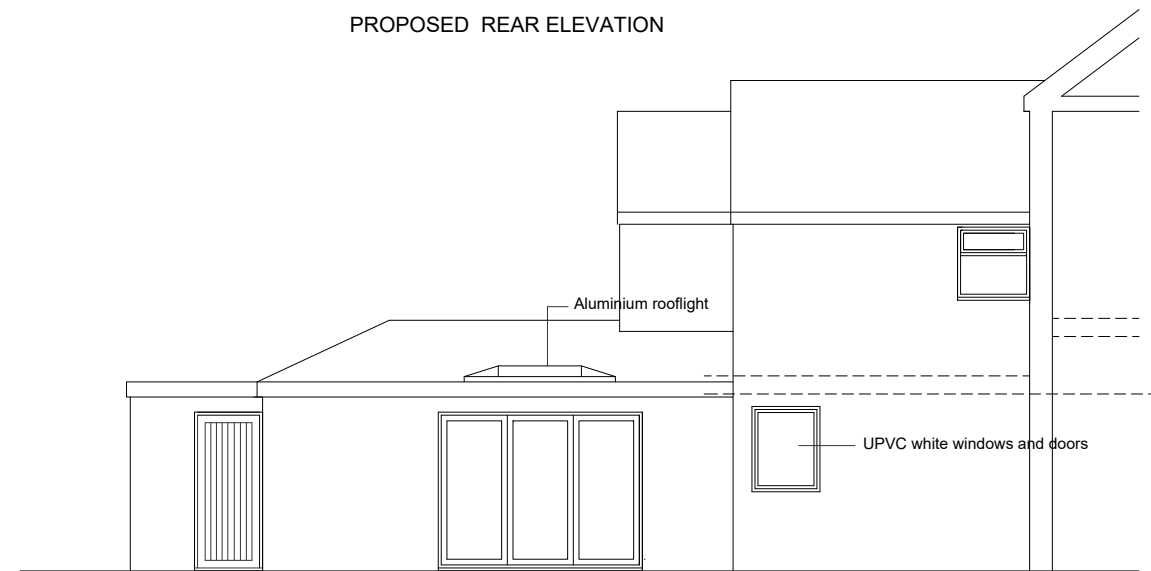 PROPOSED REAR ELEVATION
Aluminium rooflight
UPVC white windows and doors